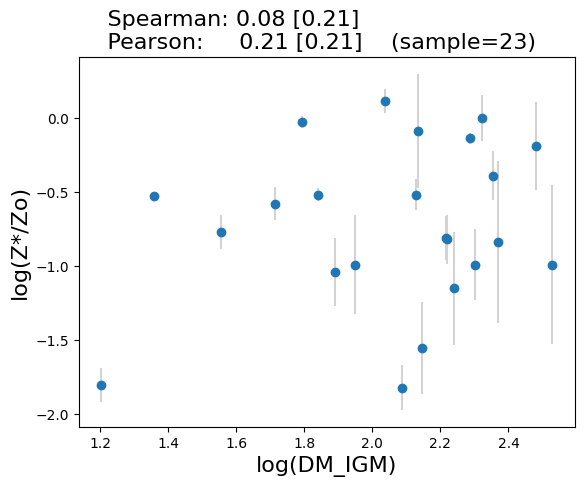 Spearman: 0.08 [0.21]
Pearson: 0.21 [0.21] (sample=23)
log(Z*/Zo)
0.0
−0.5
−1.0
−1.5
−2.0
1.2 1.4 1.6 1.8 2.0 2.2 2.4
log(DM_IGM)